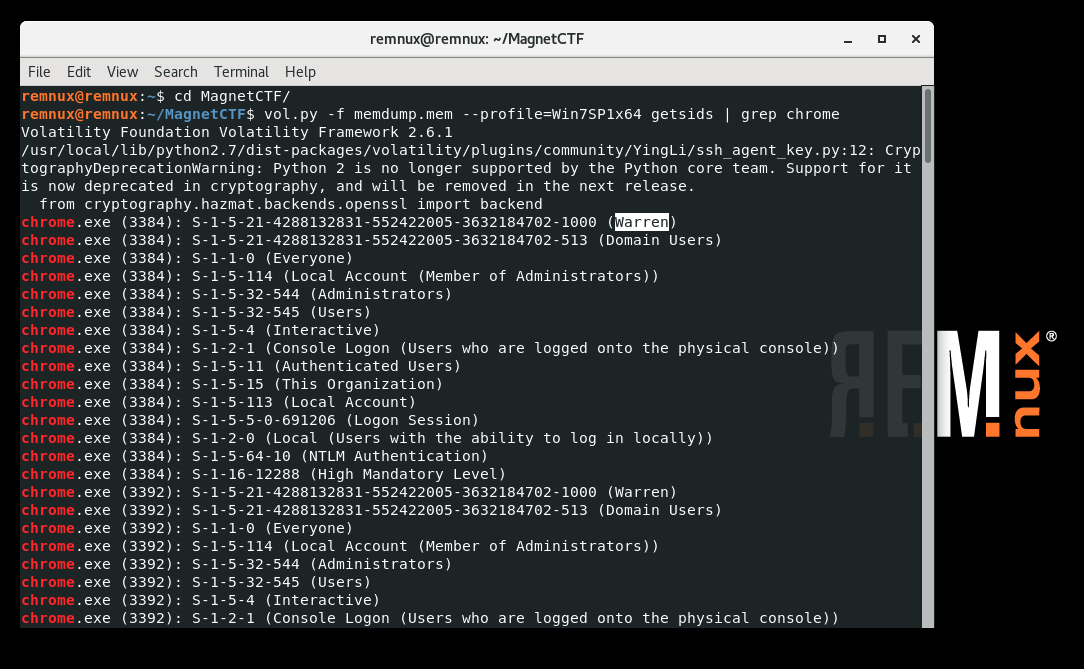 remnux@remnux: ~/MagnetCTF
File Edit View Search Terminal Help
remnux@remnux:~$ cd MagnetCTF/
remnux@remnux:~/MagnetCTF$ vol.py -f memdump.mem --profile=Win7SP1x64 getsids | grep chrome
Volatility Foundation Volatility Framework 2.6.1
/usr/local/lib/python2.7/dist-packages/volatility/plugins/community/YingLi/ssh_agent_key.py:12: Cryp
tographyDeprecationWarning: Python 2 is no longer supported by the Python core team. Support for it
is now deprecated in cryptography, and will be removed in the next release.
  from cryptography.hazmat.backends.openssl import backend
chrome.exe (3384): S-1-5-21-4288132831-552422005-3632184702-1000 (Warren)
chrome.exe (3384): S-1-5-21-4288132831-552422005-3632184702-513 (Domain Users)
chrome.exe (3384): S-1-1-0 (Everyone)
chrome.exe (3384): S-1-5-114 (Local Account (Member of Administrators))
chrome.exe (3384): S-1-5-32-544 (Administrators)
chrome.exe (3384): S-1-5-32-545 (Users)
chrome.exe (3384): S-1-5-4 (Interactive)
chrome.exe (3384): S-1-2-1 (Console Logon (Users who are logged onto the physical console))
chrome.exe (3384): S-1-5-11 (Authenticated Users)
chrome.exe (3384): S-1-5-15 (This Organization)
chrome.exe (3384): S-1-5-113 (Local Account)
chrome.exe (3384): S-1-5-5-0-691206 (Logon Session)
chrome.exe (3384): S-1-2-0 (Local (Users with the ability to log in locally))
chrome.exe (3384): S-1-5-64-10 (NTLM Authentication)
chrome.exe (3384): S-1-16-12288 (High Mandatory Level)
chrome.exe (3392): S-1-5-21-4288132831-552422005-3632184702-1000 (Warren)
chrome.exe (3392): S-1-5-21-4288132831-552422005-3632184702-513 (Domain Users)
chrome.exe (3392): S-1-1-0 (Everyone)
chrome.exe (3392): S-1-5-114 (Local Account (Member of Administrators))
chrome.exe (3392): S-1-5-32-544 (Administrators)
chrome.exe (3392): S-1-5-32-545 (Users)
chrome.exe (3392): S-1-5-4 (Interactive)
chrome.exe (3392): S-1-2-1 (Console Logon (Users who are logged onto the physical console))
REM
nux®